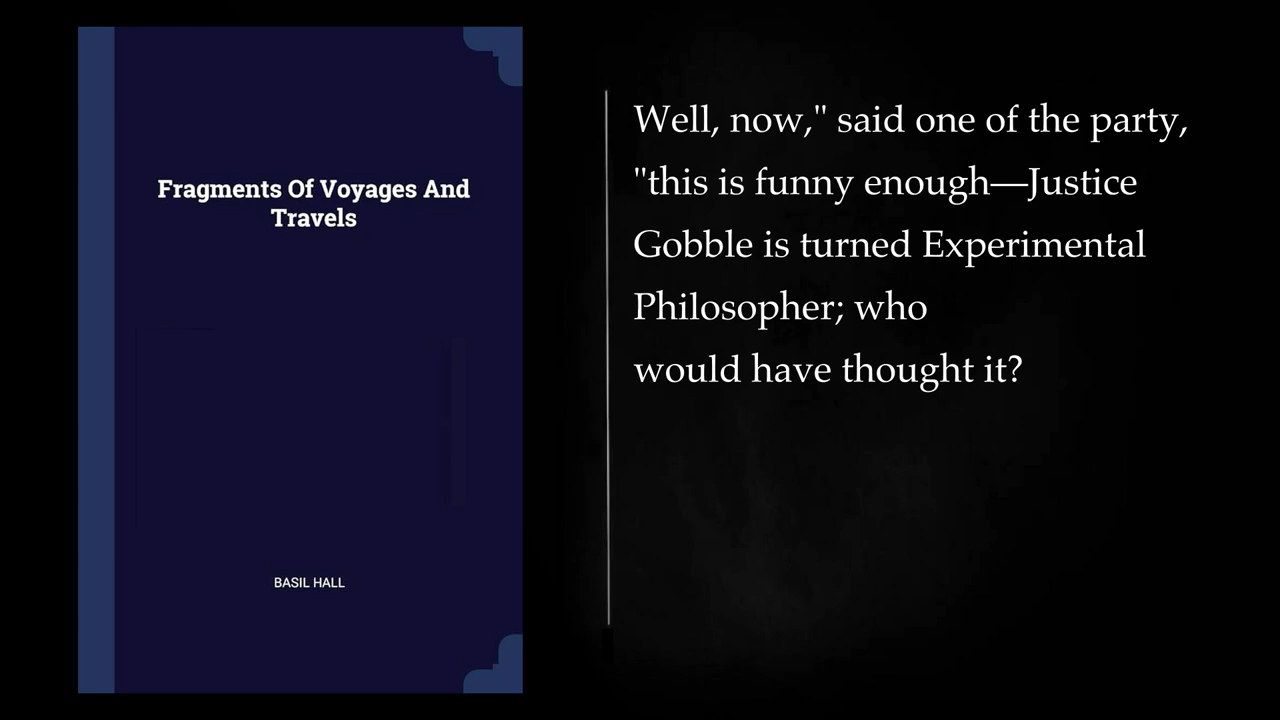 Fragments Of Voyages And
Travels
BASIL HALL
Well, now," said one of the party,
"this is funny enough—Justice
Gobble is turned Experimental
Philosopher; who
would have thought it?